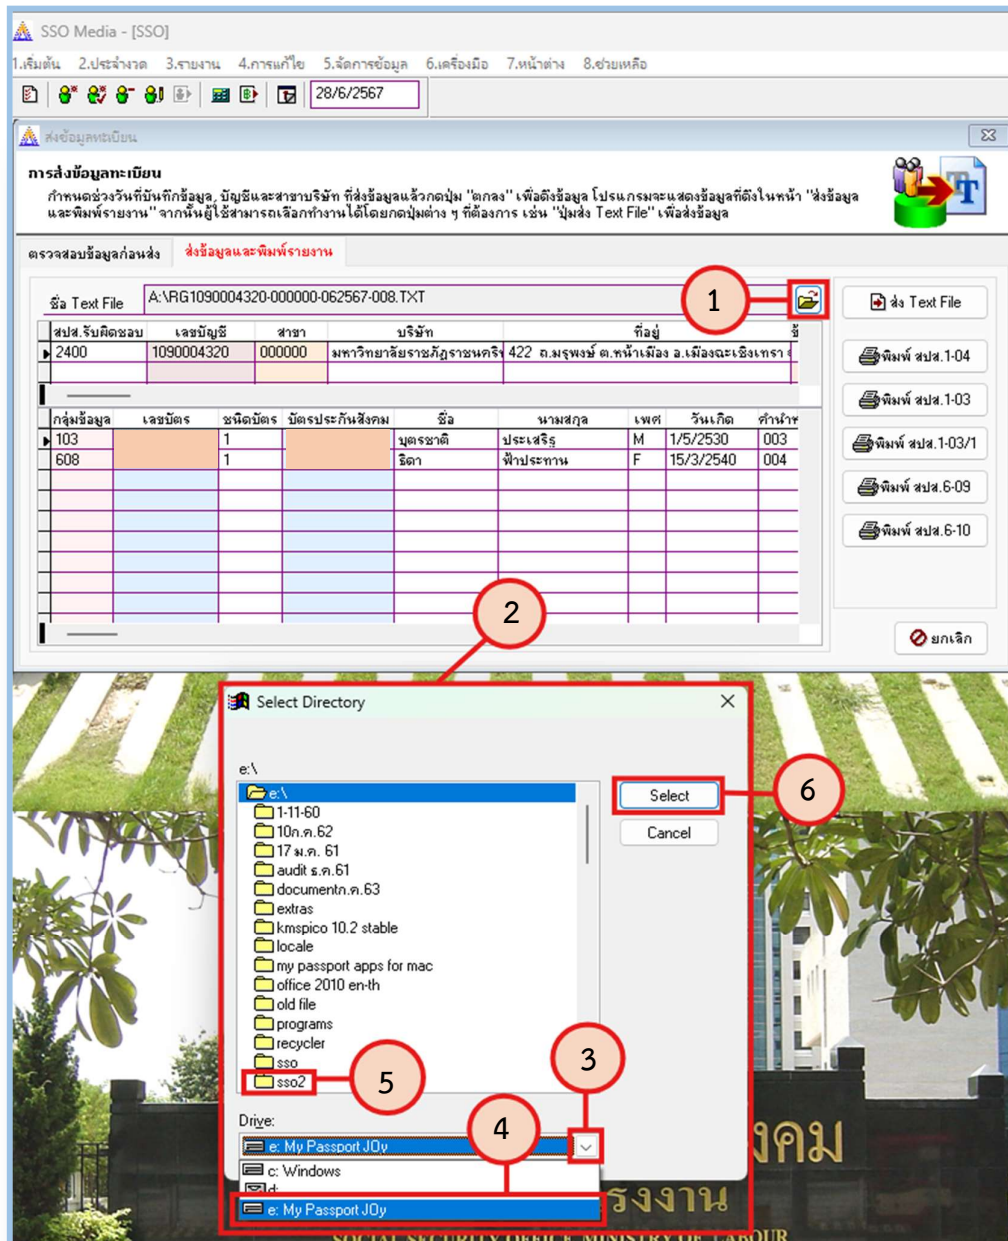 SSO Media - [SSO]
1.เริ่มต้น 2.ประจำงวด 3.รายงาน 4.การแก้ไข 5.จัดการข้อมูล 6.เครื่องมือ 7.หน้าต่าง 8.ช่วยเหลือ
28/6/2567
ส่งข้อมูลทะเบียน
การส่งข้อมูลทะเบียน
กำหนดช่วงวันที่บันทึกข้อมูล, บัญชีและสาขาบริษัท ที่ส่งข้อมูลแล้วกดปุ่ม "ตกลง" เพื่อดึงข้อมูล โปรแกรมจะแสดงข้อมูลที่ดึงในหน้า "ส่งข้อมูล
และพิมพ์รายงาน" จากนั้นผู้ใช้สามารถเลือกทำงานได้โดยกดปุ่มต่าง ๆ ที่ต้องการ เช่น "ปุ่มส่ง Text File" เพื่อส่งข้อมูล
ตรวจสอบข้อมูลก่อนส่ง ส่งข้อมูลและพิมพ์รายงาน
ชื่อ Text File A:\RG1090004320-000000-062567-008.TXT 1 ส่ง Text File
สปส.รับผิดชอบ เลขบัญชี สาขา บริษัท ที่อยู่
2400 1090004320 000000 มหาวิทยาลัยราชภัฏราชนคริ 422 ถ.มรุพงษ์ ต.หน้าเมือง อ.เมืองฉะเชิงเทรา
พิมพ์ สปส.1-04
พิมพ์ สปส.1-03
กลุ่มข้อมูล เลขบัตร ชนิดบัตร บัตรประกันสังคม ชื่อ นามสกุล เพศ วันเกิด คำนำห
103 1 บุตรชาติ ประเสริฐ M 1/5/2530 003
พิมพ์ สปส.1-03/1
608 1 ธิดา ฟ้าประทาน F 15/3/2540 004
พิมพ์ สปส.6-09
พิมพ์ สปส.6-10
2
ยกเลิก
Select Directory
e:\
e:\
Select 6
1-11-60
10ก.ค.62
Cancel
17 ม.ค. 61
audit ธ.ค.61
documentก.ค.63
extras
kmspico 10.2 stable
locale
my passport apps for mac
office 2010 en-th
old file
programs
recycler
sso
sso2 5
3
Drive:
4
e: My Passport JOy
c: Windows
d:
e: My Passport JOy
งคม
รงงาน
SOCIAL SECURITY OFFICE MINISTRY OF LABOUR